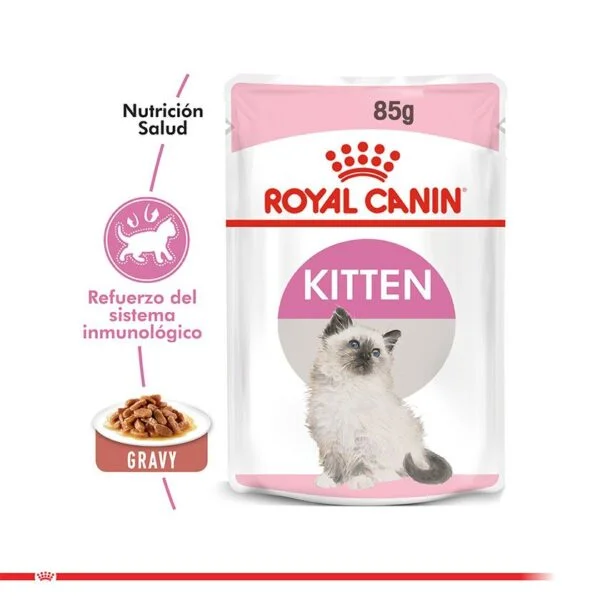 Nutrición
Salud
Refuerzo del
sistema
inmunológico
GRAVY
85g
ROYAL CANIN
KITTEN